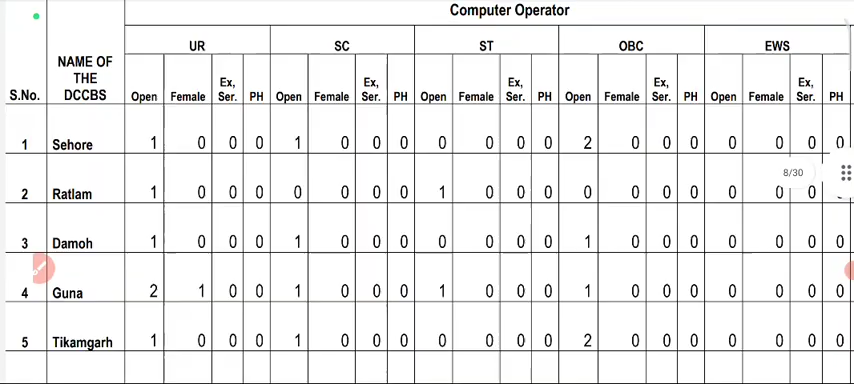 Computer Operator
S.No. NAME OF THE DCCBS UR SC ST OBC EWS
Open Female Ex, Ser. PH Open Female Ex, Ser. PH Open Female Ex, Ser. PH Open Female Ex, Ser. PH Open Female Ex, Ser. PH
1 Sehore 1 0 0 0 1 0 0 0 0 0 0 0 2 0 0 0 0 0 0 0
8/30
2 Ratlam 1 0 0 0 0 0 0 0 1 0 0 0 0 0 0 0 0 0 0
3 Damoh 1 0 0 0 1 0 0 0 0 0 0 0 1 0 0 0 0 0 0 0
4 Guna 2 1 0 0 1 0 0 0 1 0 0 0 1 0 0 0 0 0 0 0
5 Tikamgarh 1 0 0 0 1 0 0 0 0 0 0 0 2 0 0 0 0 0 0 0